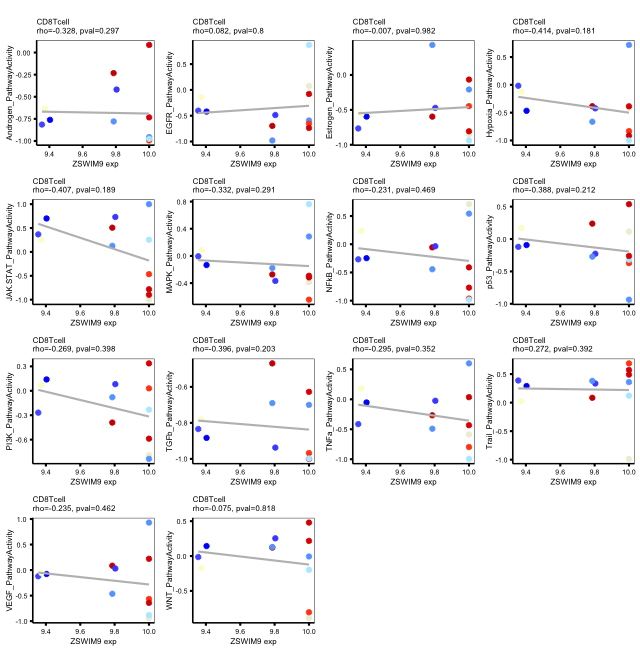 CD8Tcell
rho=-0.328, pval=0.297
Androgen_PathwayActivity
0.00
-0.25
-0.50
-0.75
-1.00
9.4
9.6
9.8
10.0
ZSWIM9 exp
CD8Tcell
rho=0.082, pval=0.8
EGFR_PathwayActivity
0.5
0.0
-0.5
-1.0
9.4
9.6
9.8
10.0
ZSWIM9 exp
CD8Tcell
rho=-0.007, pval=0.982
Estrogen_PathwayActivity
0.0
-0.5
-1.0
9.4
9.6
9.8
10.0
ZSWIM9 exp
CD8Tcell
rho=-0.414, pval=0.181
Hypoxia_PathwayActivity
0.5
0.0
-0.5
-1.0
9.4
9.6
9.8
10.0
ZSWIM9 exp
CD8Tcell
rho=-0.407, pval=0.189
JAK-STAT_PathwayActivity
1.0
0.5
0.0
-0.5
-1.0
9.4
9.6
9.8
10.0
ZSWIM9 exp
CD8Tcell
rho=-0.332, pval=0.291
MAPK_PathwayActivity
0.8
0.4
0.0
-0.4
9.4
9.6
9.8
10.0
ZSWIM9 exp
CD8Tcell
rho=-0.231, pval=0.469
NFkB_PathwayActivity
0.5
0.0
-0.5
-1.0
9.4
9.6
9.8
10.0
ZSWIM9 exp
CD8Tcell
rho=-0.388, pval=0.212
p53_PathwayActivity
0.5
0.0
-0.5
-1.0
9.4
9.6
9.8
10.0
ZSWIM9 exp
CD8Tcell
rho=-0.269, pval=0.398
PI3K_PathwayActivity
0.3
0.0
-0.3
-0.6
9.4
9.6
9.8
10.0
ZSWIM9 exp
CD8Tcell
rho=-0.396, pval=0.203
TGFb_PathwayActivity
-0.6
-0.8
-1.0
9.4
9.6
9.8
10.0
ZSWIM9 exp
CD8Tcell
rho=-0.295, pval=0.352
TNFa_PathwayActivity
0.5
0.0
-0.5
-1.0
9.4
9.6
9.8
10.0
ZSWIM9 exp
CD8Tcell
rho=0.272, pval=0.392
Trail_PathwayActivity
0.5
0.0
-0.5
-1.0
9.4
9.6
9.8
10.0
ZSWIM9 exp
CD8Tcell
rho=-0.235, pval=0.462
VEGF_PathwayActivity
1.0
0.5
0.0
-0.5
-1.0
9.4
9.6
9.8
10.0
ZSWIM9 exp
CD8Tcell
rho=-0.075, pval=0.818
WNT_PathwayActivity
0.5
0.0
-0.5
9.4
9.6
9.8
10.0
ZSWIM9 exp